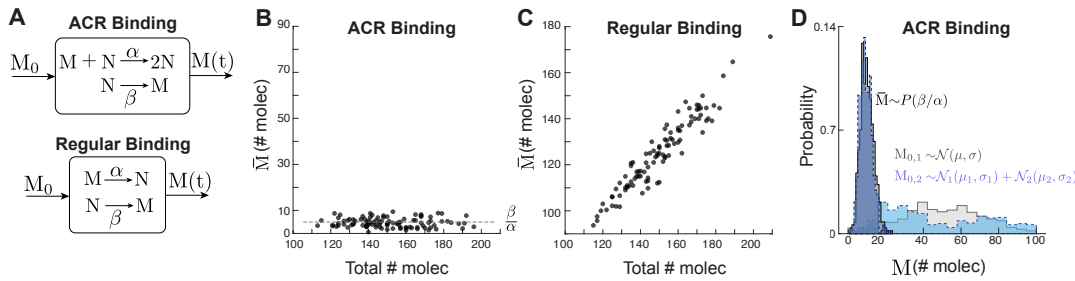 A
ACR Binding
M₀
M + N α→ 2N
N →β M
M(t)
Regular Binding
M₀
M α→ N
N →β M
M(t)
B
ACR Binding
M̄(# molec)
90
70
50
30
10
0
β/α
100 120 140 160 180 200
Total # molec
C
Regular Binding
M̄(# molec)
180
160
140
120
100
100 120 140 160 180 200
Total # molec
D
ACR Binding
Probability
0.14
0.7
0
M̄~P(β/α)
M₀,₁ ~𝒩(μ, σ)
M₀,₂ ~𝒩₁(μ₁, σ₁) + 𝒩₂(μ₂, σ₂)
0 20 40 60 80 100
M(# molec)